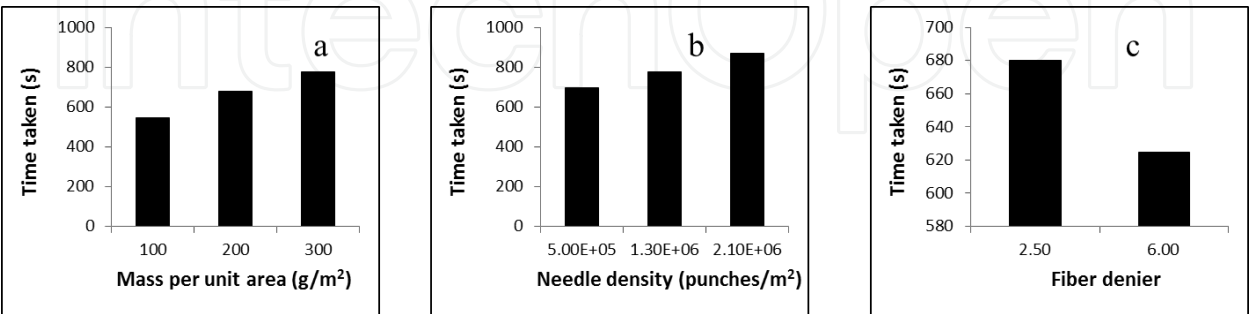 IntechOpen
a
Time taken (s)
1000
800
600
400
200
0
100 200 300
Mass per unit area (g/m²)
b
Time taken (s)
1000
800
600
400
200
0
5.00E+05 1.30E+06 2.10E+06
Needle density (punches/m²)
c
Time taken (s)
700
680
660
640
620
600
580
2.50 6.00
Fiber denier